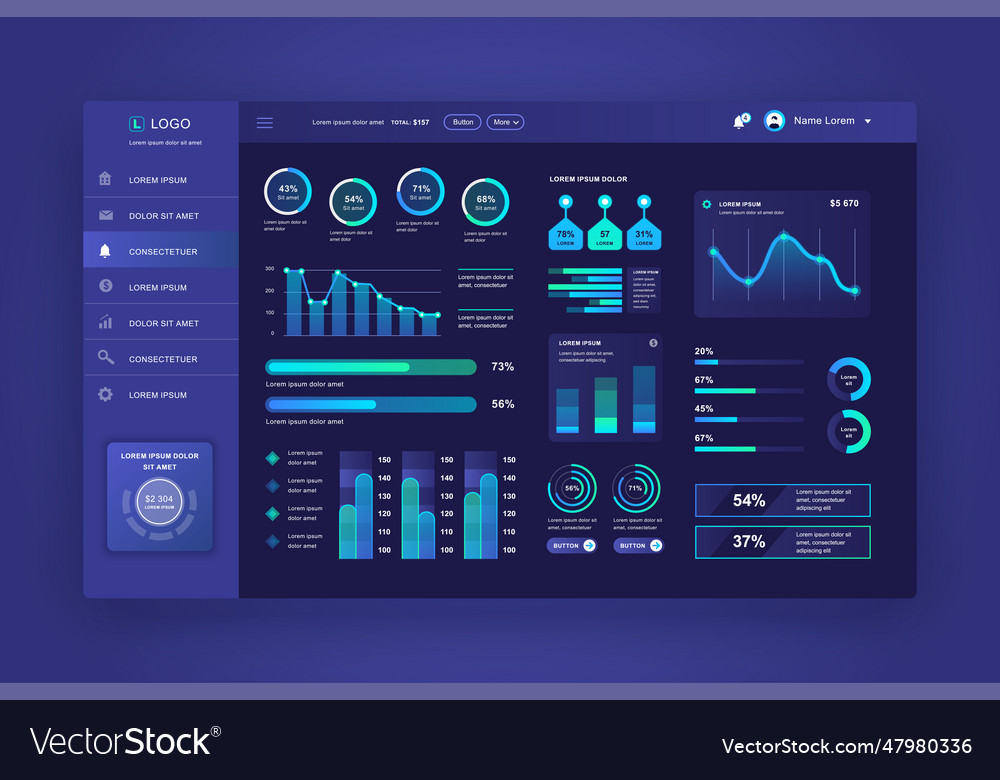 LOGO
Lorem ipsum dolor sit amet
LOREM IPSUM
DOLOR SIT AMET
CONSECTETUER
LOREM IPSUM
DOLOR SIT AMET
CONSECTETUER
LOREM IPSUM
LOREM IPSUM DOLOR
SIT AMET
$2 304
LOREM IPSUM
Lorem ipsum dolor amet TOTAL: $157 Button More
4
Name Lorem
43%
Sit amet
Lorem ipsum dolor sit
amet dolor
54%
Sit amet
Lorem ipsum dolor sit
amet dolor
71%
Sit amet
Lorem ipsum dolor sit
amet dolor
68%
Sit amet
Lorem ipsum dolor sit
amet dolor
300
200
100
0
Lorem ipsum dolor sit
amet, consectetuer
Lorem ipsum dolor sit
amet, consectetuer
73%
Lorem ipsum dolor amet
56%
Lorem ipsum dolor amet
Lorem ipsum
dolor amet
Lorem ipsum
dolor amet
Lorem ipsum
dolor amet
Lorem ipsum
dolor amet
150
140
130
120
110
100
150
140
130
120
110
100
150
140
130
120
110
100
LOREM IPSUM DOLOR
78%
LOREM
57
LOREM
31%
LOREM
LOREM IPSUM
Lorem ipsum
dolor sit amet,
consectetuer
adipiscing elit,
sed diam
nonummy
LOREM IPSUM
$
Lorem ipsum dolor sit amet,
consectetuer adipiscing
56%
Lorem ipsum dolor sit
amet, consectetuer
BUTTON
71%
Lorem ipsum dolor sit
amet, consectetuer
BUTTON
LOREM IPSUM $5 670
Lorem ipsum dolor sit amet dolor
20%
67%
45%
67%
Lorem
sit
Lorem
sit
54%
Lorem ipsum dolor sit
amet, consectetuer
adipiscing elit
37%
Lorem ipsum dolor sit
amet, consectetuer
adipiscing elit
VectorStock®
VectorStock.com/47980336